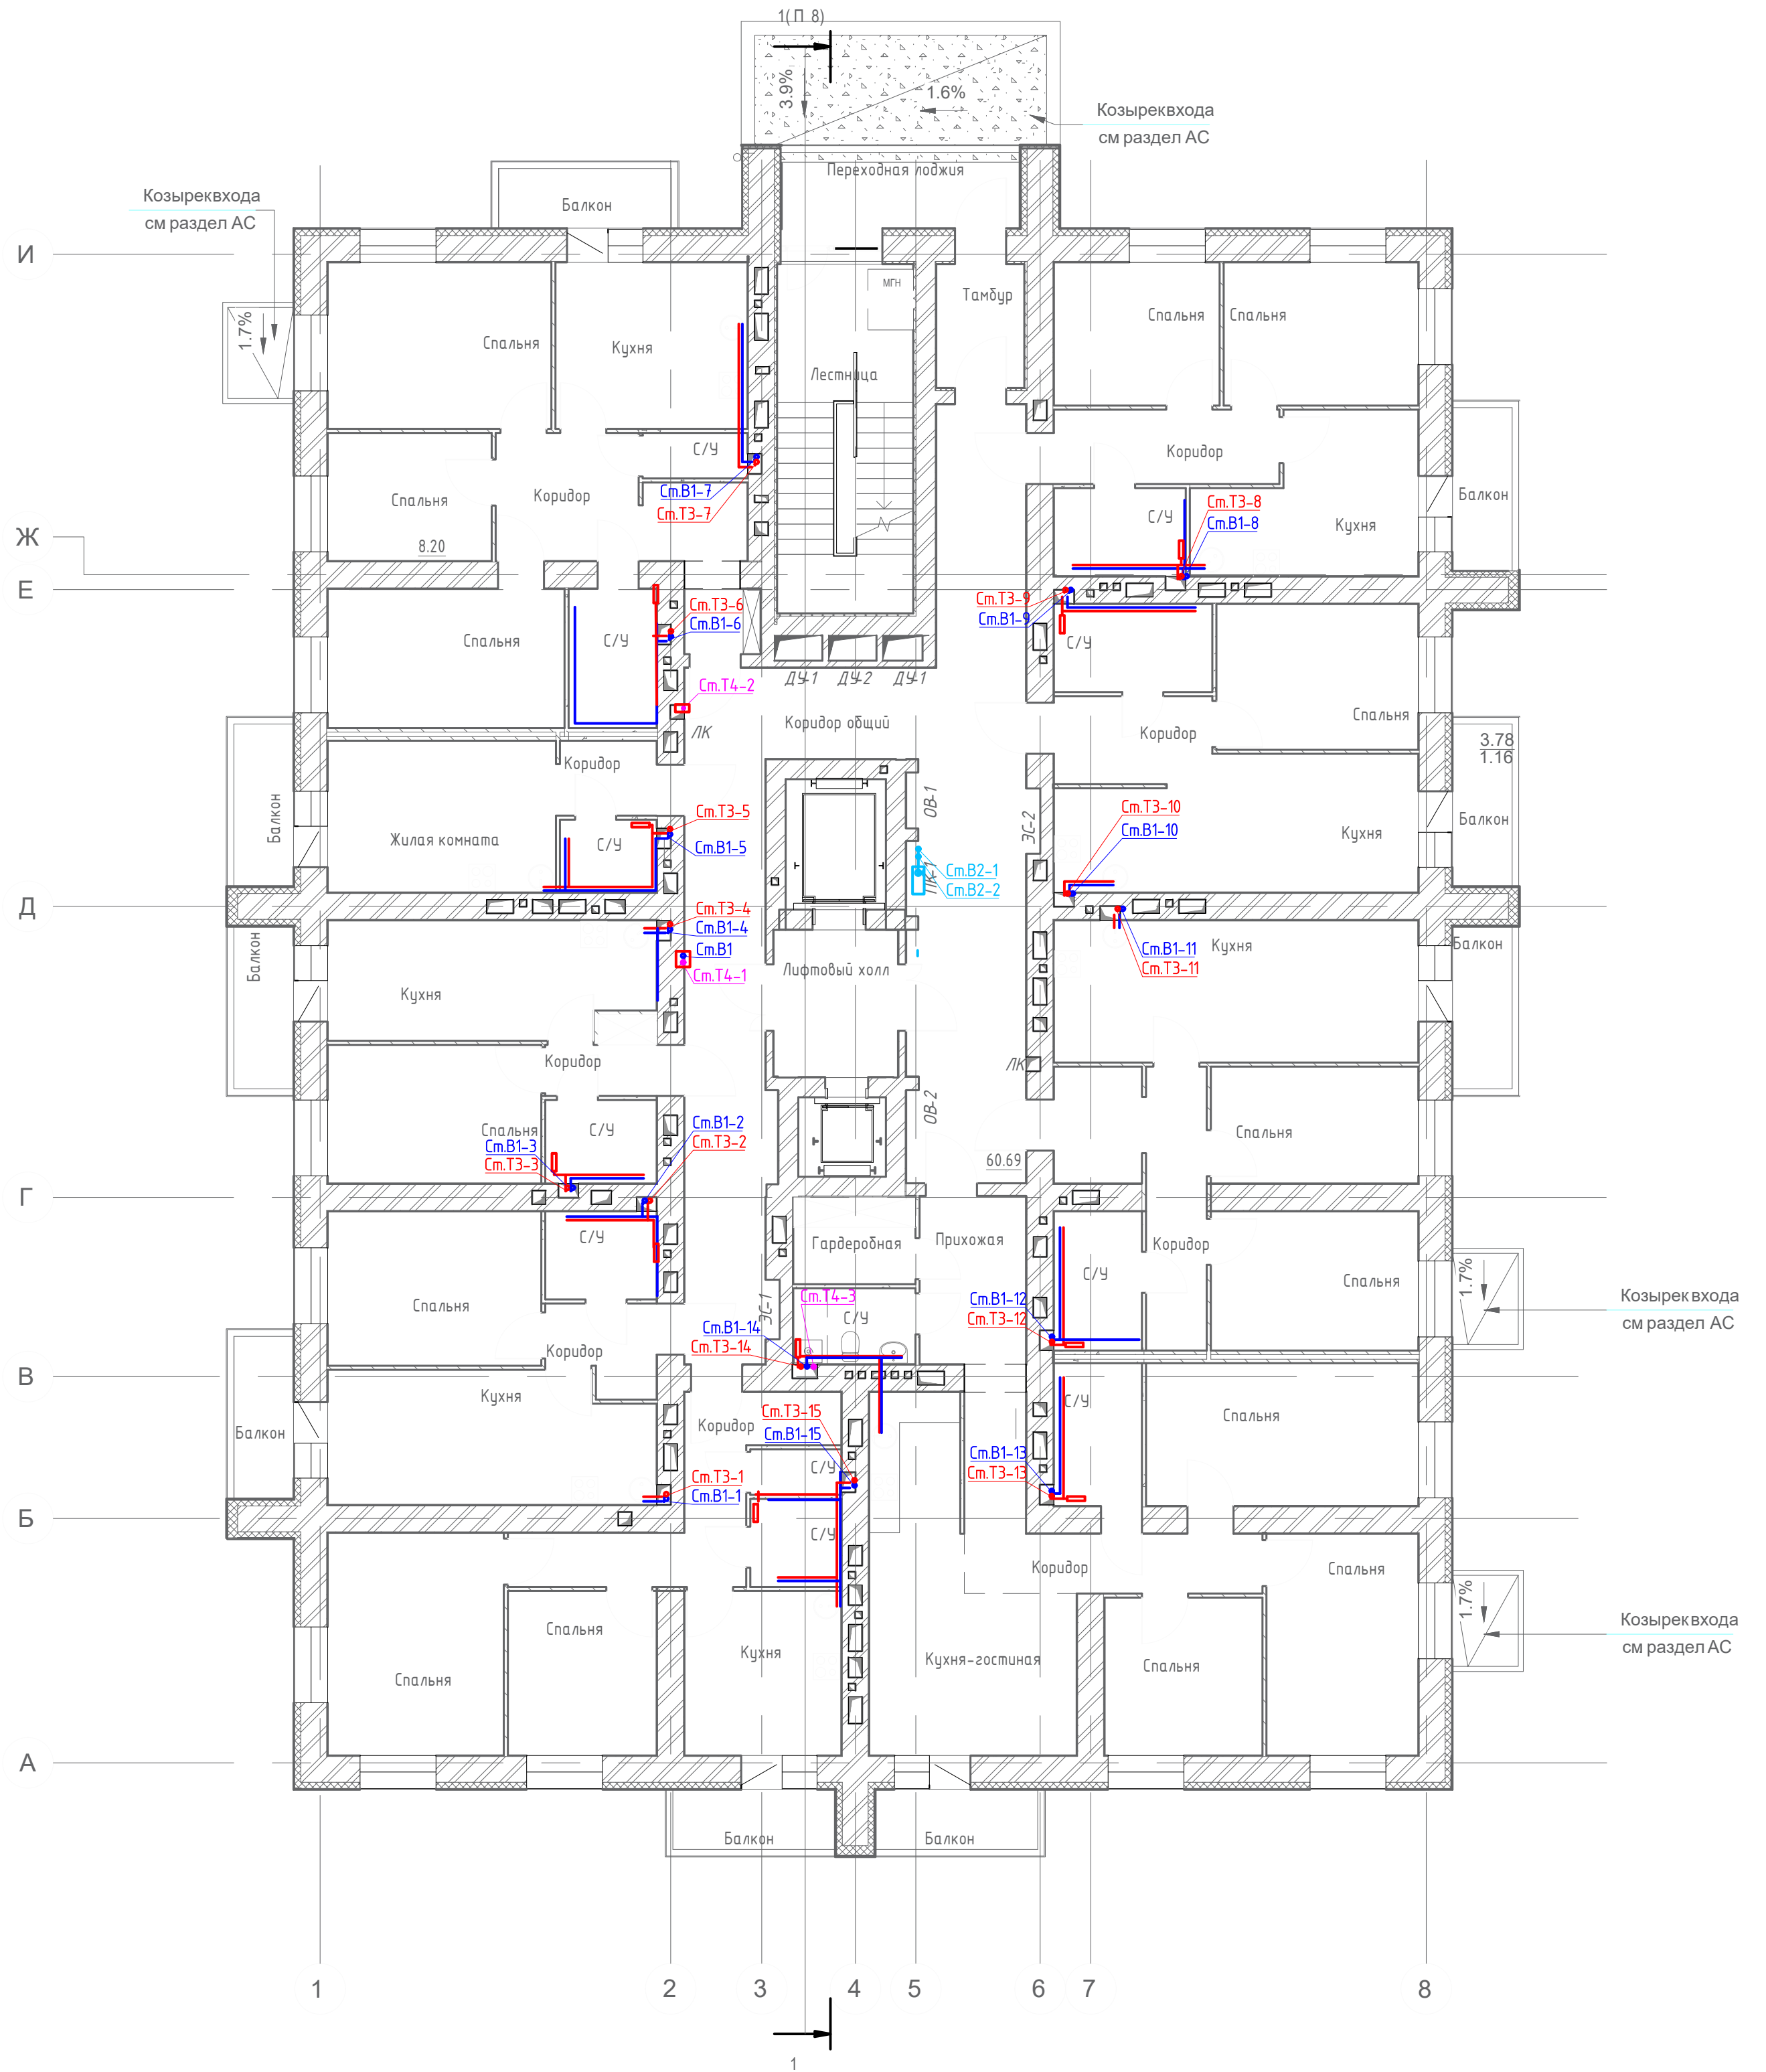 1(П 8)
3.9%
1.6%
Козырек входа
см раздел АС
Переходная лоджия
Козырек входа
см раздел АС
Балкон
И
МГН
Тамбур
1.7%
Спальня
Кухня
Лестница
Спальня
Спальня
С/У
Коридор
Спальня
Коридор
Ст.В1-7
Ст.Т3-7
Ст.Т3-8
Ст.В1-8
С/У
Кухня
Балкон
Ж
8.20
Е
Ст.Т3-6
Ст.В1-6
Ст.Т3-9
Ст.В1-9
Спальня
С/У
С/У
ДУ-1
ДУ-2
ДУ-1
Ст.Т4-2
ЛК
Коридор общий
Коридор
Спальня
3.78
1.16
Коридор
Балкон
Жилая комната
С/У
Ст.Т3-5
Ст.В1-5
ОВ-1
ЭС-2
Ст.Т3-10
Ст.В1-10
Кухня
Балкон
Ст.В2-1
Ст.В2-2
ПК-1
Д
Ст.Т3-4
Ст.В1-4
Ст.В1
Ст.Т4-1
Балкон
Кухня
Лифтовый холл
Ст.В1-11
Ст.Т3-11
Кухня
Балкон
Коридор
ЛК
ОВ-2
Спальня
С/У
Ст.В1-2
Ст.Т3-2
Ст.В1-3
Ст.Т3-3
60.69
Спальня
Г
С/У
Гардеробная
Прихожая
Коридор
С/У
Спальня
1.7%
Козырек входа
см раздел АС
Спальня
ЭС-1
Ст.Т4-3
С/У
Ст.В1-14
Ст.Т3-14
Ст.В1-12
Ст.Т3-12
Коридор
В
Кухня
Балкон
Коридор
Ст.Т3-15
Ст.В1-15
С/У
С/У
Спальня
Ст.В1-13
Ст.Т3-13
Ст.Т3-1
Ст.В1-1
Б
С/У
Коридор
Спальня
Спальня
Кухня
Кухня-гостиная
Спальня
Спальня
1.7%
Козырек входа
см раздел АС
А
Балкон
Балкон
1
2
3
4
5
6
7
8
1